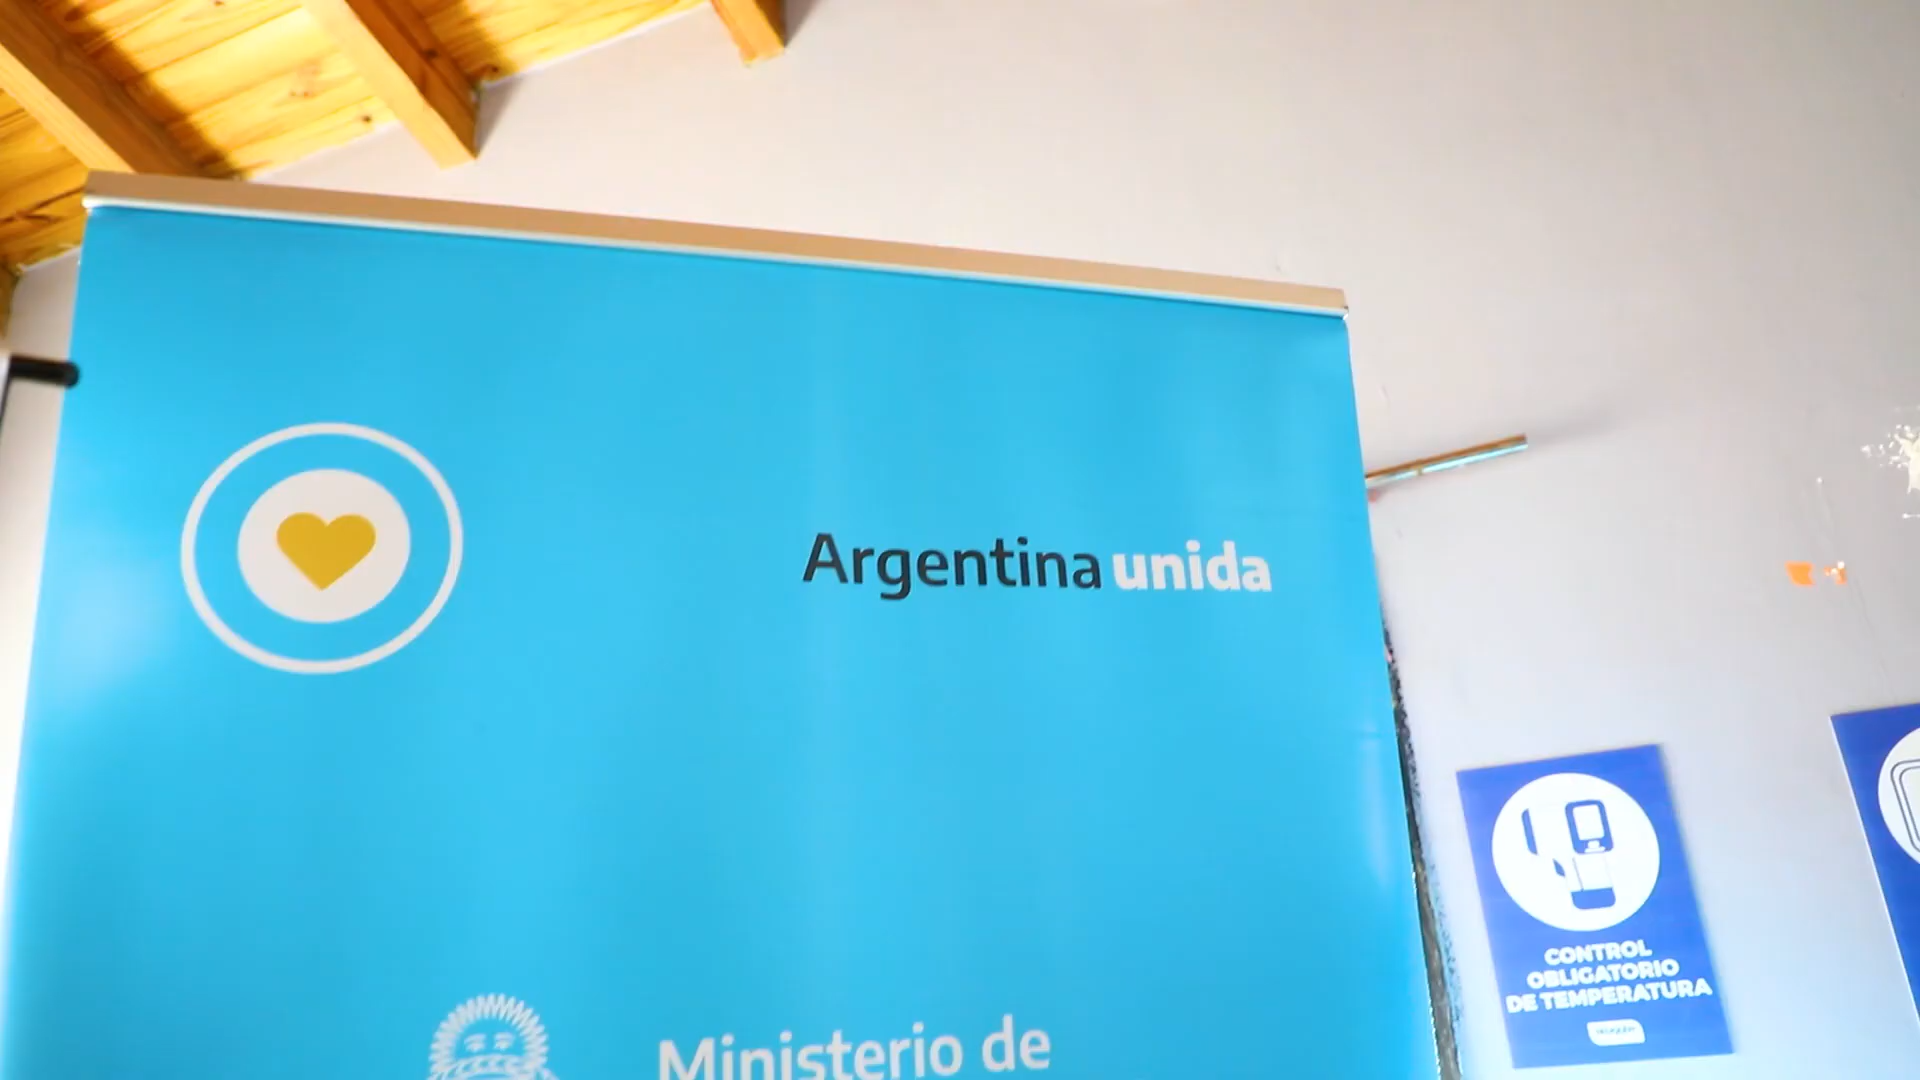 Argentina unida
Ministerio de
CONTROL
OBLIGATORIO
DE TEMPERATURA